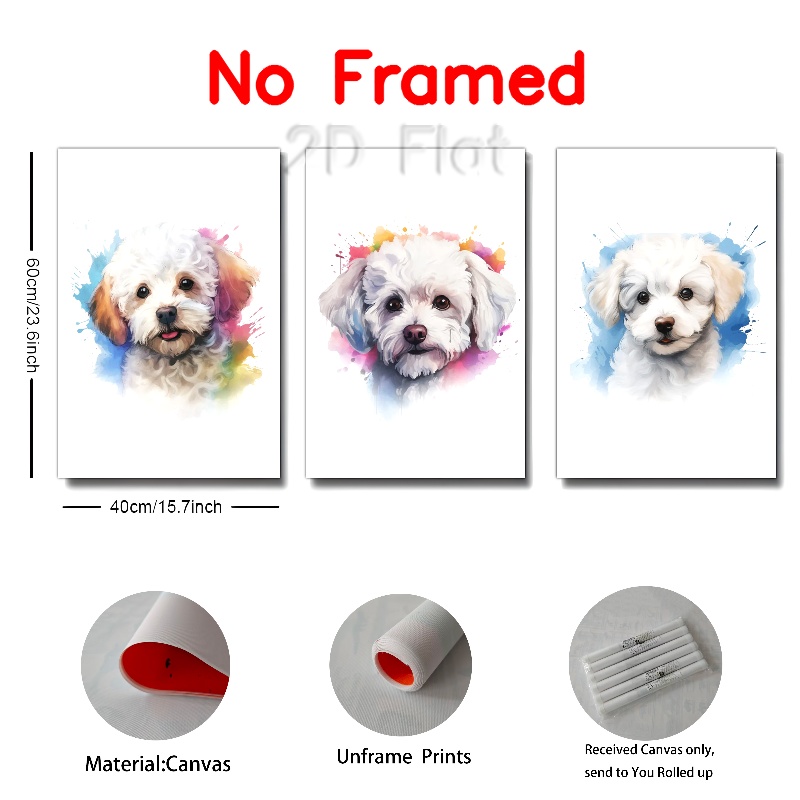 No Framed
2D Flat
60cm/23.6inch
40cm/15.7inch
Material:Canvas
Unframe Prints
Received Canvas only,
send to You Rolled up